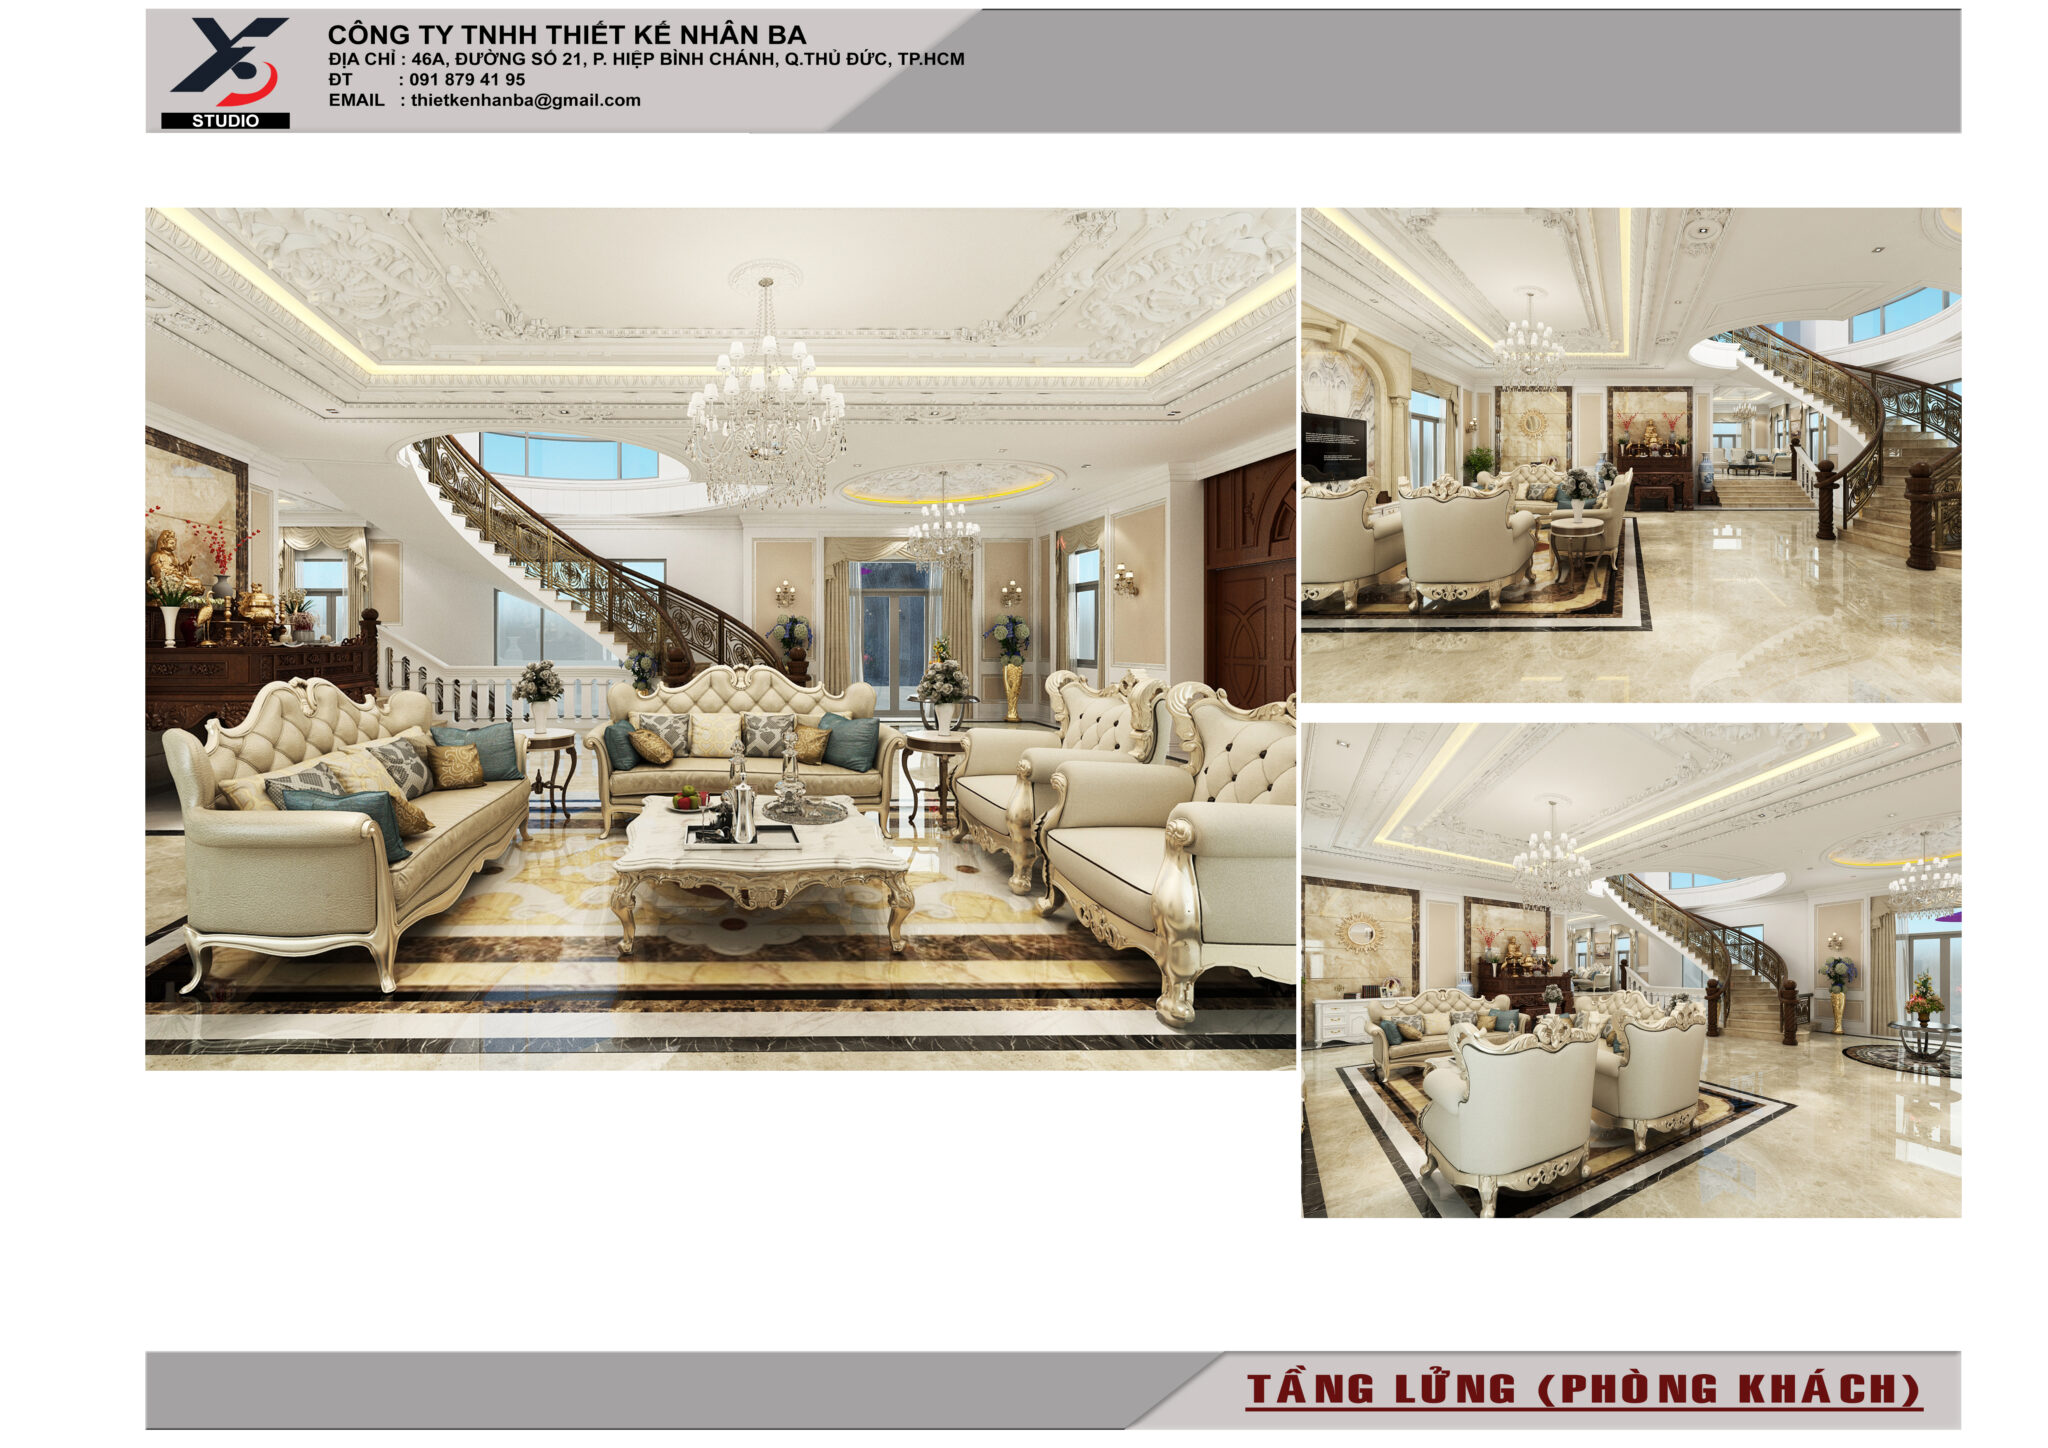 CÔNG TY TNHH THIẾT KẾ NHÂN BA
ĐỊA CHỈ : 46A, ĐƯỜNG SỐ 21, P. HIỆP BÌNH CHÁNH, Q.THỦ ĐỨC, TP.HCM
ĐT : 091 879 41 95
EMAIL : thietkenhanba@gmail.com
STUDIO
TẦNG LỬNG (PHÒNG KHÁCH)